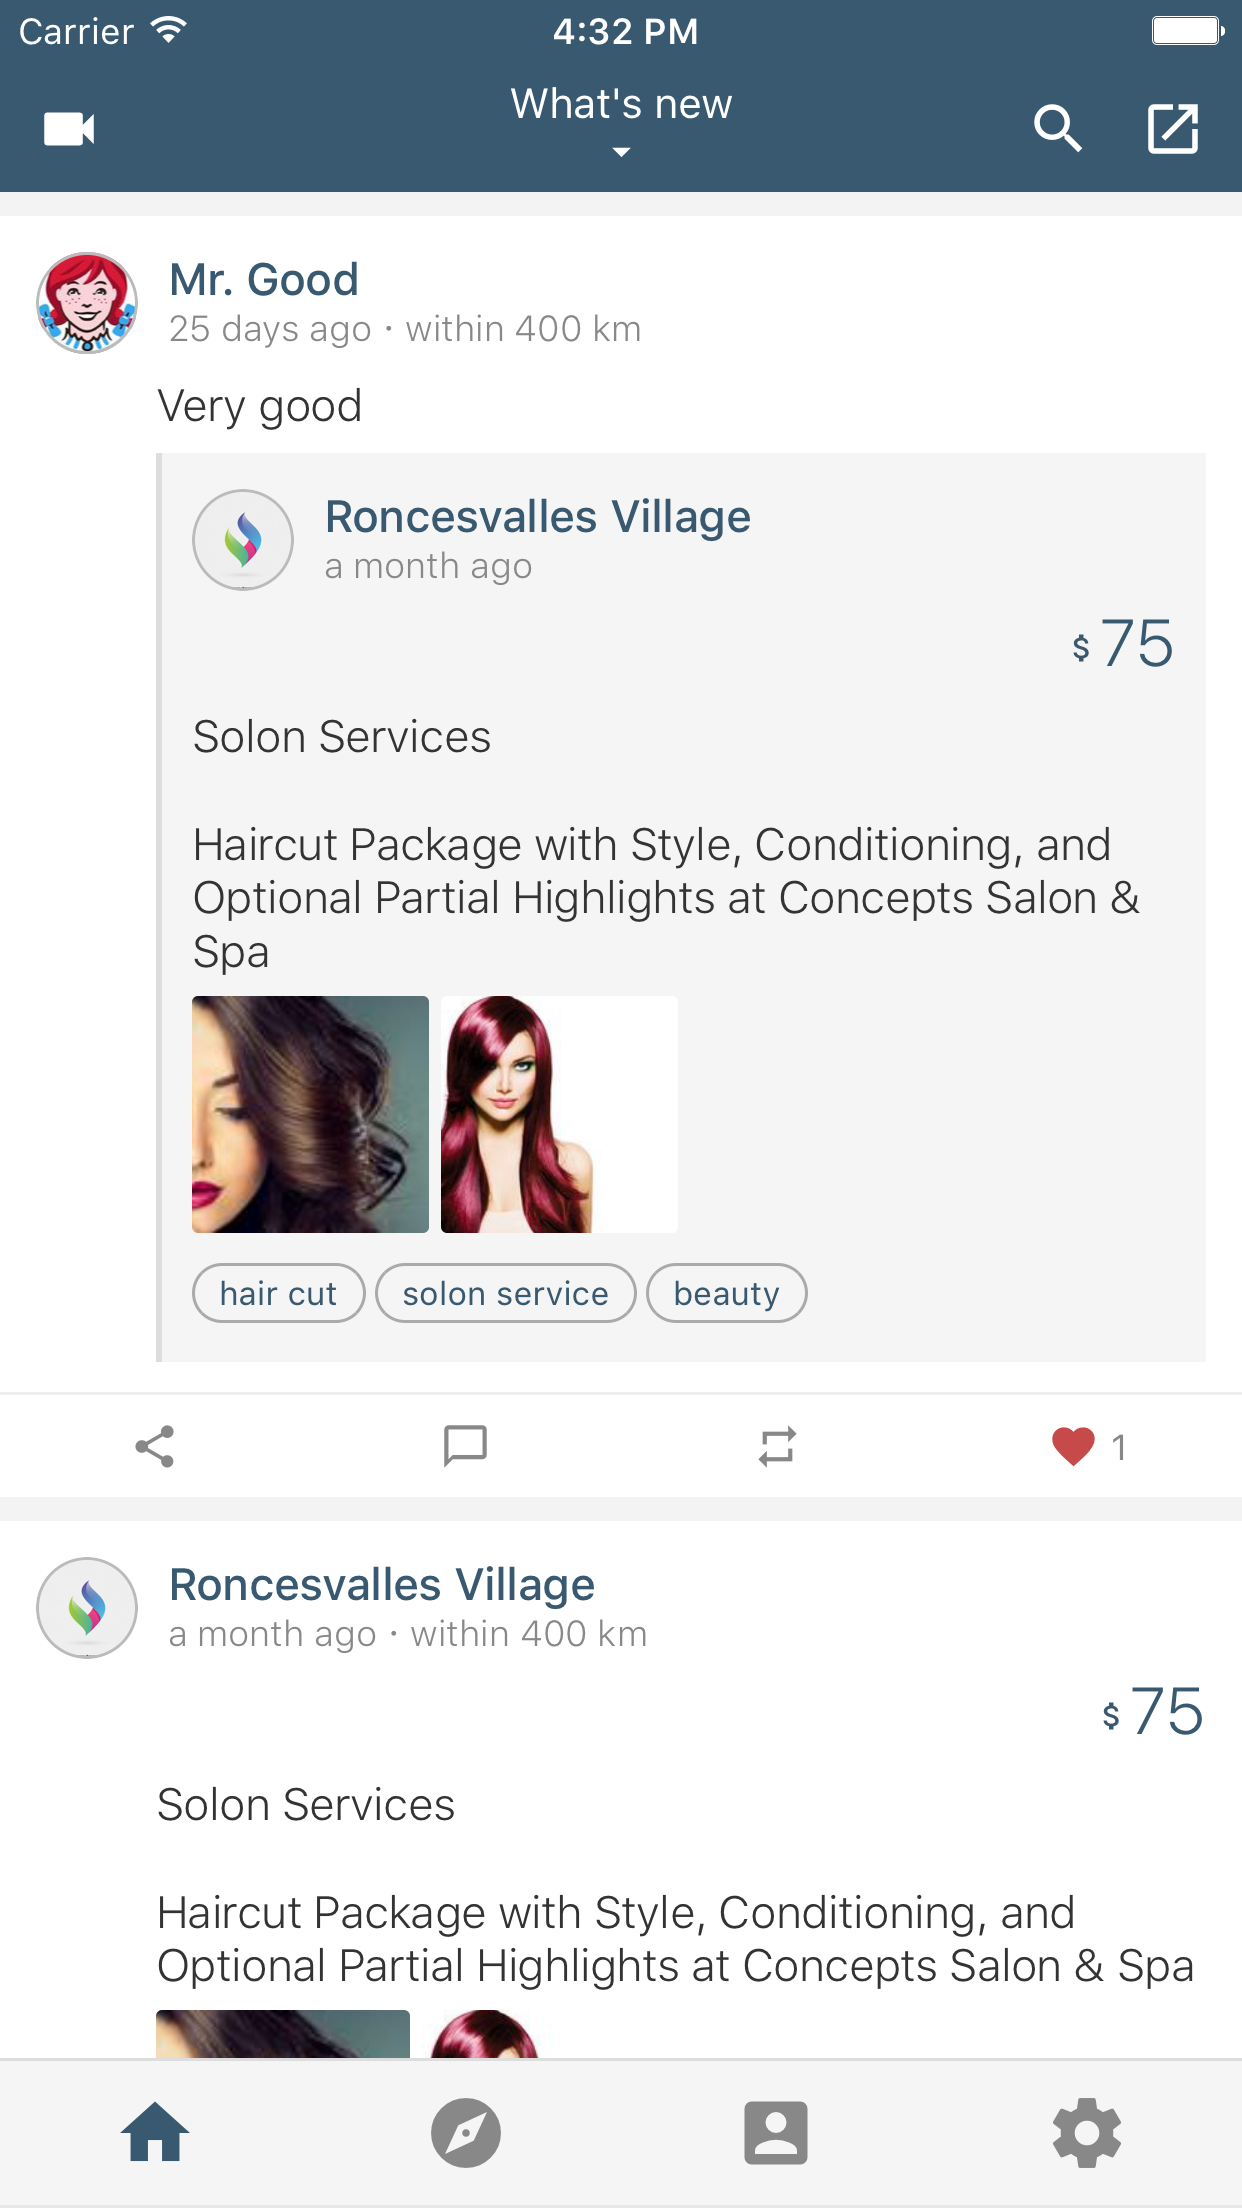 Carrier
4:32 PM
What's new
Mr. Good
25 days ago · within 400 km
Very good
Roncesvalles Village
a month ago
$ 75
Solon Services
Haircut Package with Style, Conditioning, and
Optional Partial Highlights at Concepts Salon &
Spa
hair cut
solon service
beauty
1
Roncesvalles Village
a month ago · within 400 km
$ 75
Solon Services
Haircut Package with Style, Conditioning, and
Optional Partial Highlights at Concepts Salon & Spa